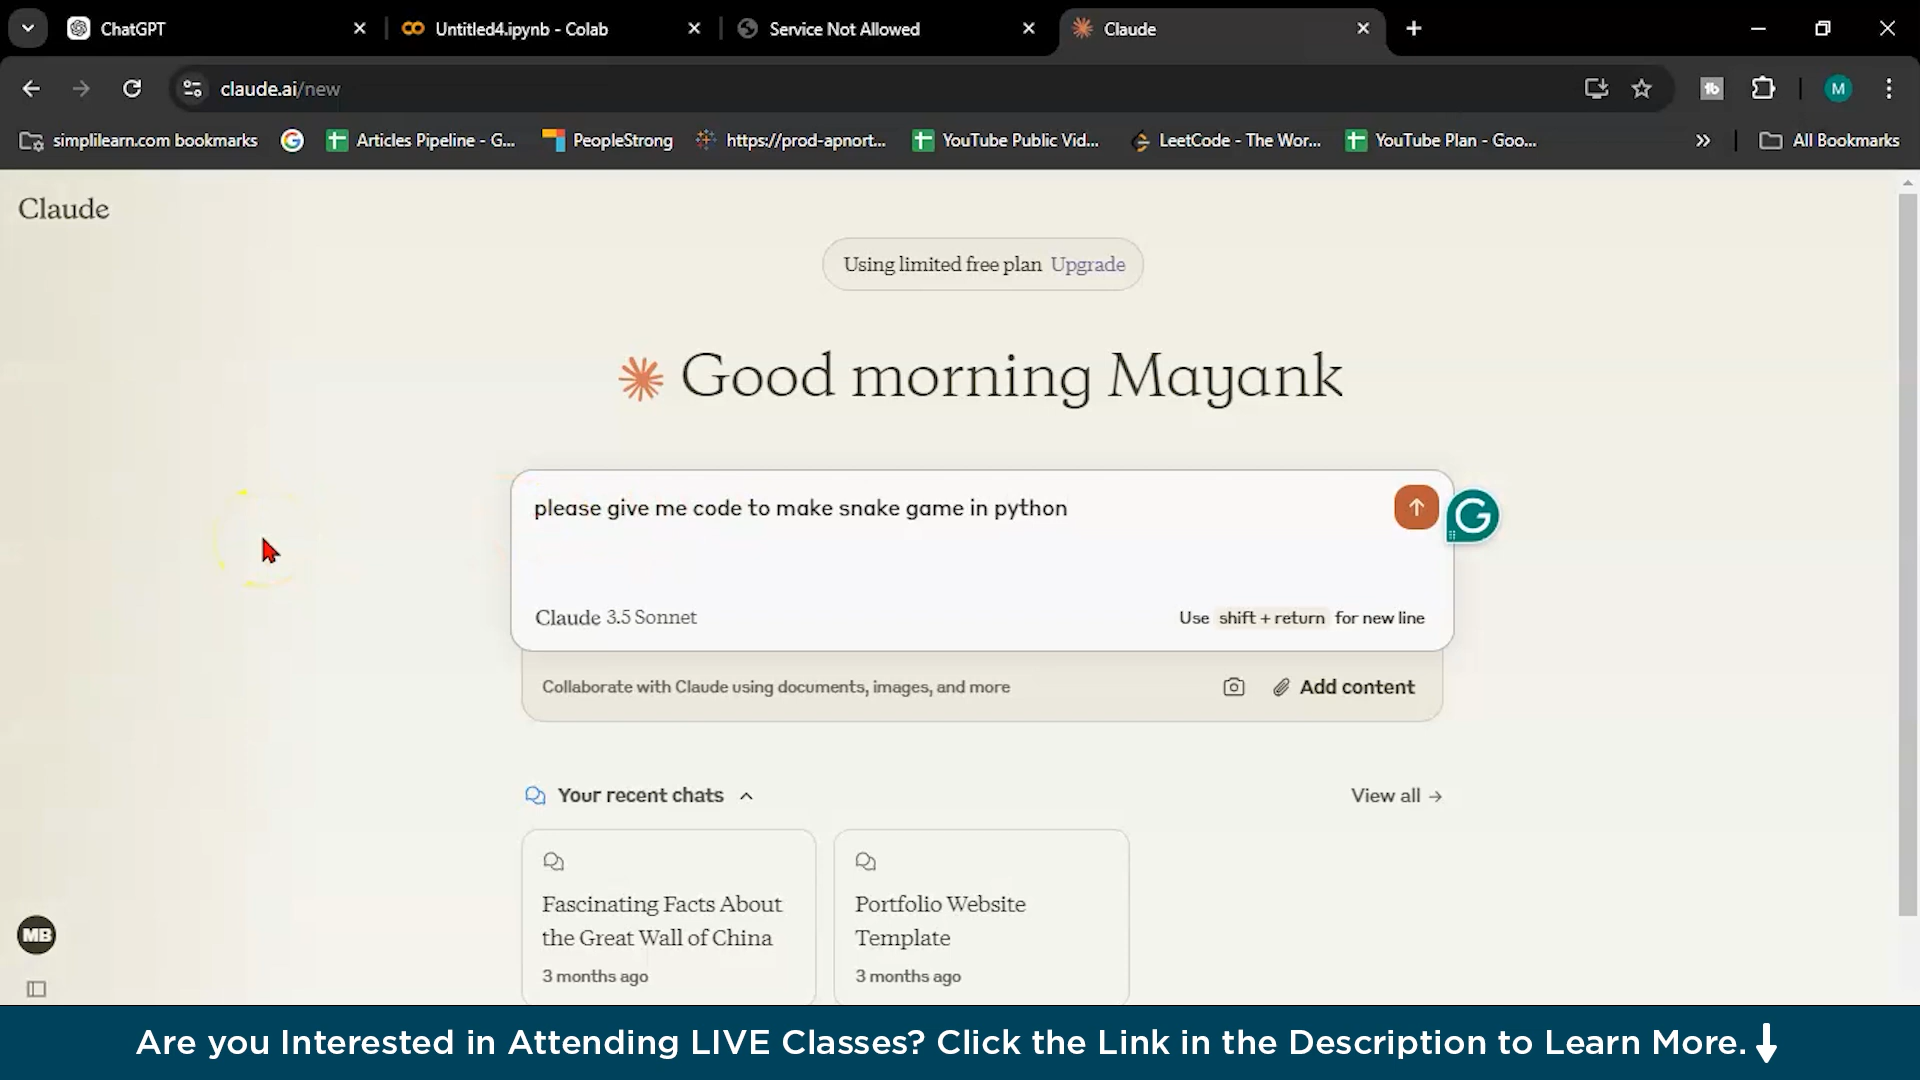 ChatGPT
Untitled4.ipynb - Colab
Service Not Allowed
Claude
claude.ai/new
M
simplilearn.com bookmarks
Articles Pipeline - G...
PeopleStrong
https://prod-apnort...
YouTube Public Vid...
LeetCode - The Wor...
YouTube Plan - Goo...
All Bookmarks
Claude
Using limited free plan Upgrade
Good morning Mayank
please give me code to make snake game in python
G
Claude 3.5 Sonnet
Use shift + return for new line
Collaborate with Claude using documents, images, and more
Add content
Your recent chats
View all →
Fascinating Facts About
the Great Wall of China
3 months ago
Portfolio Website
Template
3 months ago
MB
Are you Interested in Attending LIVE Classes? Click the Link in the Description to Learn More.